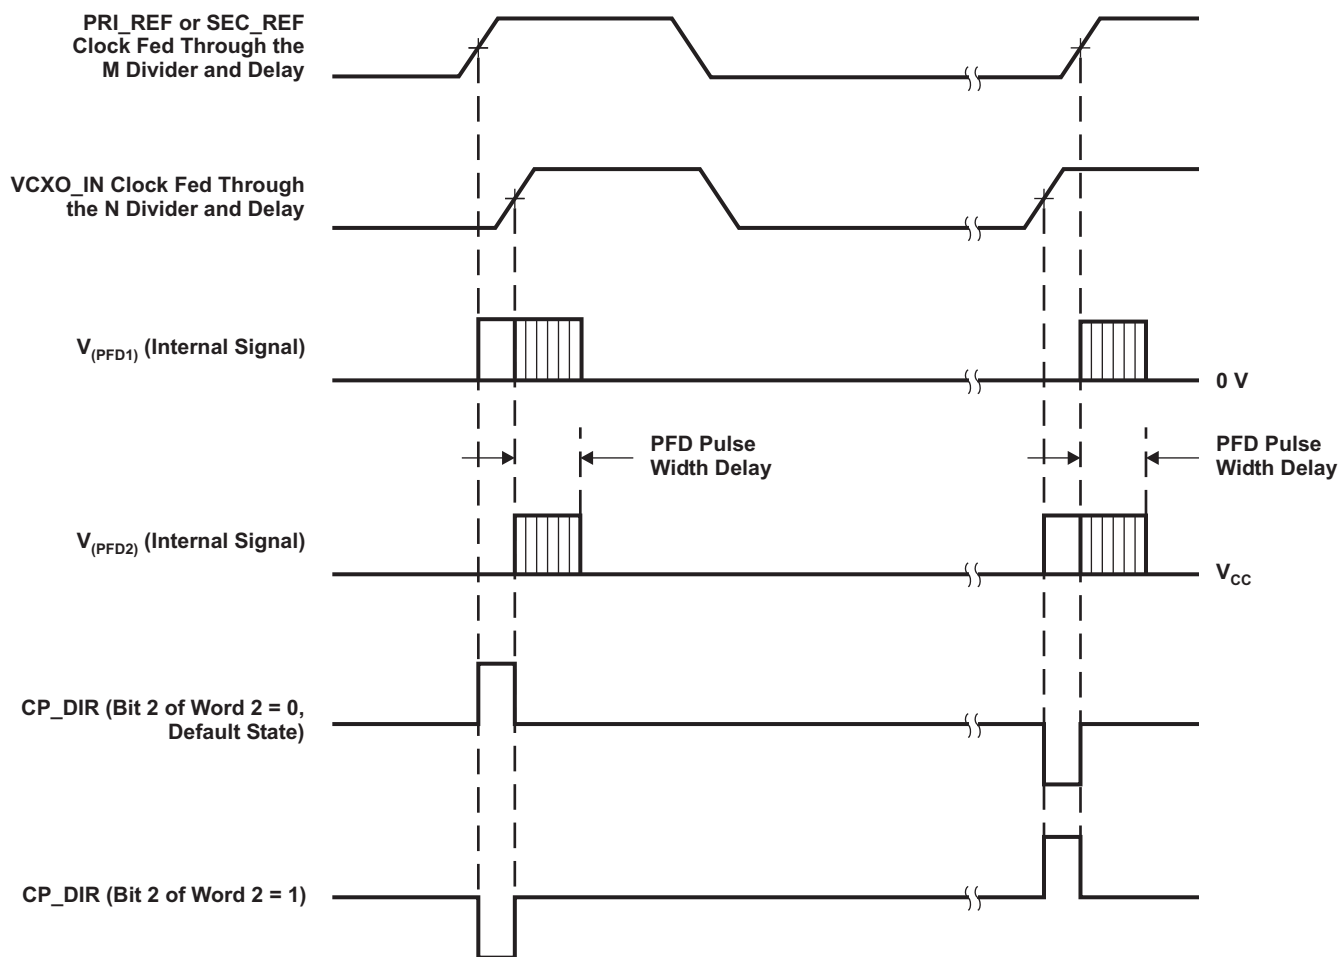 PRI_REF or SEC_REF
Clock Fed Through the
M Divider and Delay
VCXO_IN Clock Fed Through
the N Divider and Delay
V(PFD1) (Internal Signal)
0 V
PFD Pulse
Width Delay
PFD Pulse
Width Delay
V(PFD2) (Internal Signal)
VCC
CP_DIR (Bit 2 of Word 2 = 0,
Default State)
CP_DIR (Bit 2 of Word 2 = 1)